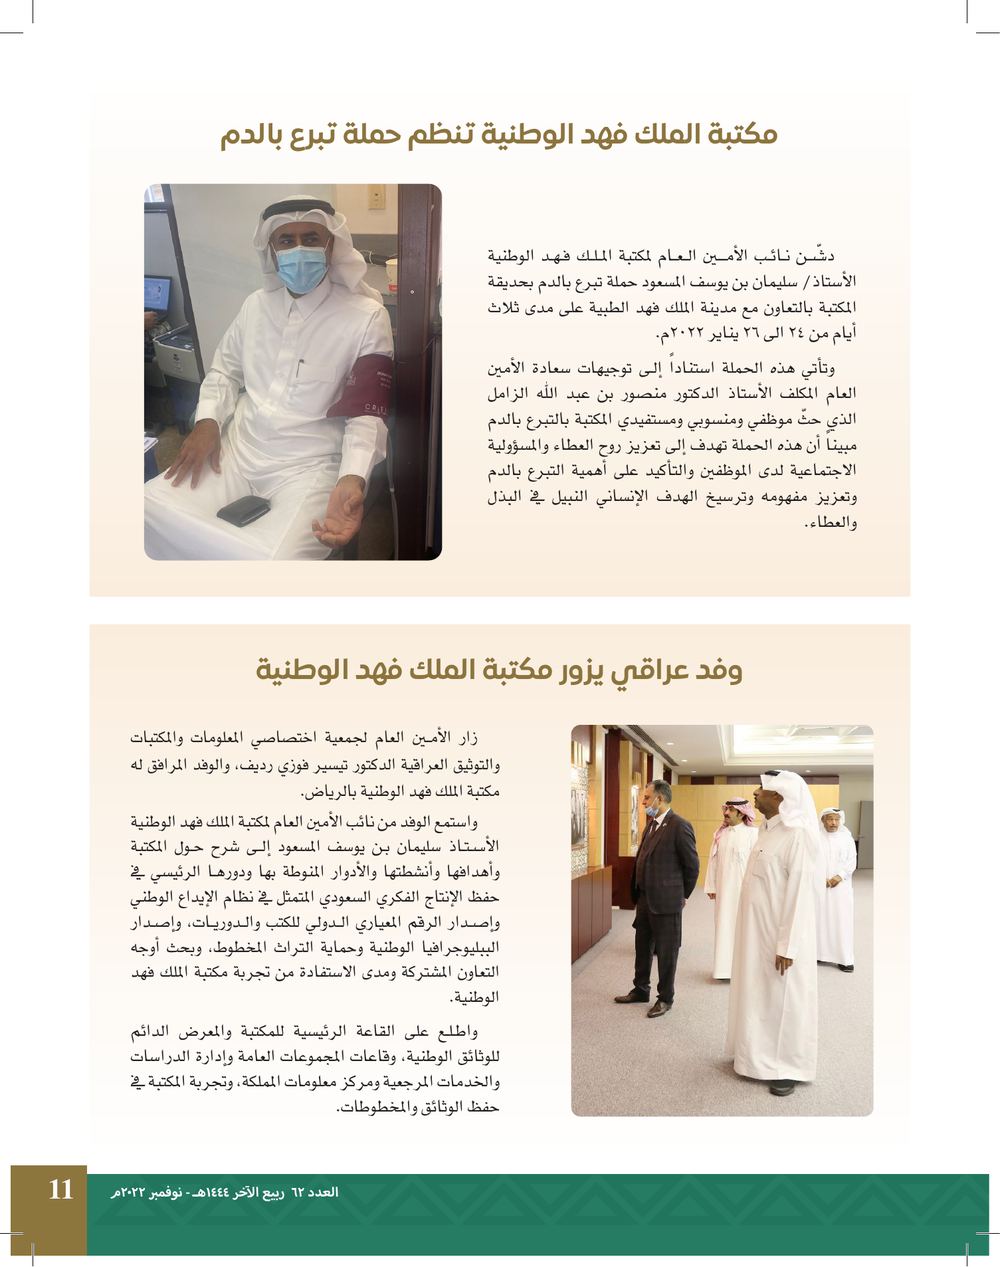 مكتبة الملك فهد الوطنية تنظم حملة تبرع بالدم
دشّن نائب الأمين العام لمكتبة الملك فهد الوطنية
الأستاذ/ سليمان بن يوسف المسعود حملة تبرع بالدم بحديقة
المكتبة بالتعاون مع مدينة الملك فهد الطبية على مدى ثلاث
أيام من ٢٤ الى ٢٦ يناير ٢٠٢٢م.
وتأتي هذه الحملة استناداً إلى توجيهات سعادة الأمين
العام المكلف الأستاذ الدكتور منصور بن عبد الله الزامل
الذي حثّ موظفي ومنسوبي ومستفيدي المكتبة بالتبرع بالدم
مبيناً أن هذه الحملة تهدف إلى تعزيز روح العطاء والمسؤولية
الاجتماعية لدى الموظفين والتأكيد على أهمية التبرع بالدم
وتعزيز مفهومه وترسيخ الهدف الإنساني النبيل في البذل
والعطاء.
وفد عراقي يزور مكتبة الملك فهد الوطنية
زار الأمين العام لجمعية اختصاصي المعلومات والمكتبات
والتوثيق العراقية الدكتور تيسير فوزي رديف، والوفد المرافق له
مكتبة الملك فهد الوطنية بالرياض.
واستمع الوفد من نائب الأمين العام لمكتبة الملك فهد الوطنية
الأستاذ سليمان بن يوسف المسعود إلى شرح حول المكتبة
وأهدافها وأنشطتها والأدوار المنوطة بها ودورها الرئيسي في
حفظ الإنتاج الفكري السعودي المتمثل في نظام الإيداع الوطني
وإصدار الرقم المعياري الدولي للكتب والدوريات، وإصدار
الببليوجرافيا الوطنية وحماية التراث المخطوط، وبحث أوجه
التعاون المشتركة ومدى الاستفادة من تجربة مكتبة الملك فهد
الوطنية.
واطلع على القاعة الرئيسية للمكتبة والمعرض الدائم
للوثائق الوطنية، وقاعات المجموعات العامة وإدارة الدراسات
والخدمات المرجعية ومركز معلومات المملكة، وتجربة المكتبة في
حفظ الوثائق والمخطوطات.
العدد ٦٢ ربيع الآخر ١٤٤٤هـ - نوفمبر ٢٠٢٢م
11